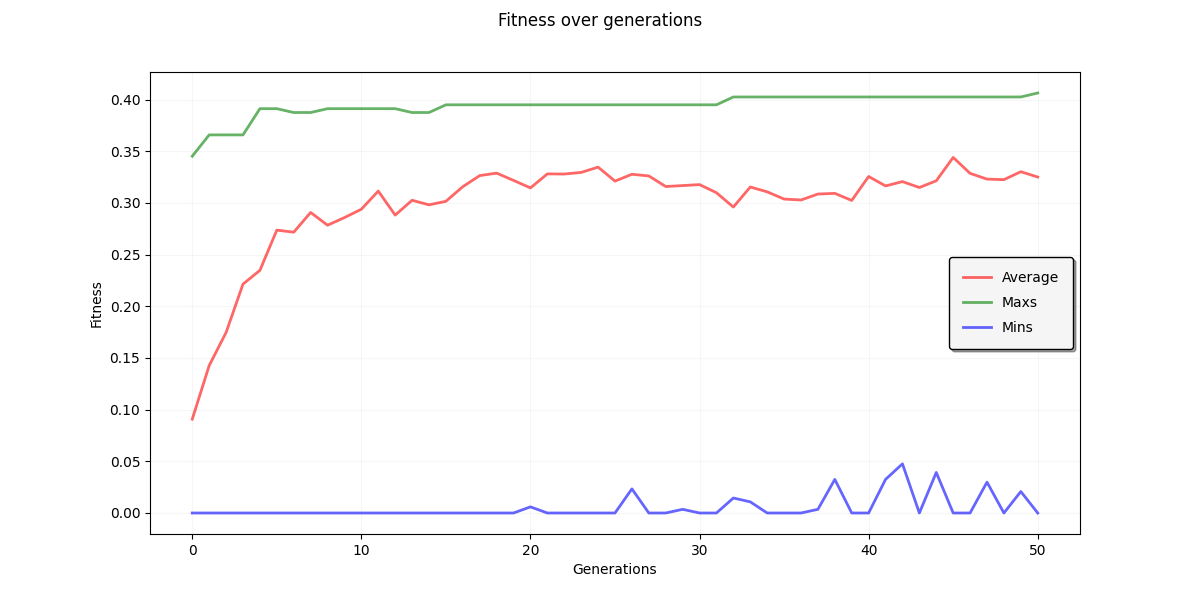 Fitness over generations
0.40
0.35
0.30
0.25
0.20
0.15
0.10
0.05
0.00
Fitness
Average
Maxs
Mins
0 10 20 30 40 50
Generations